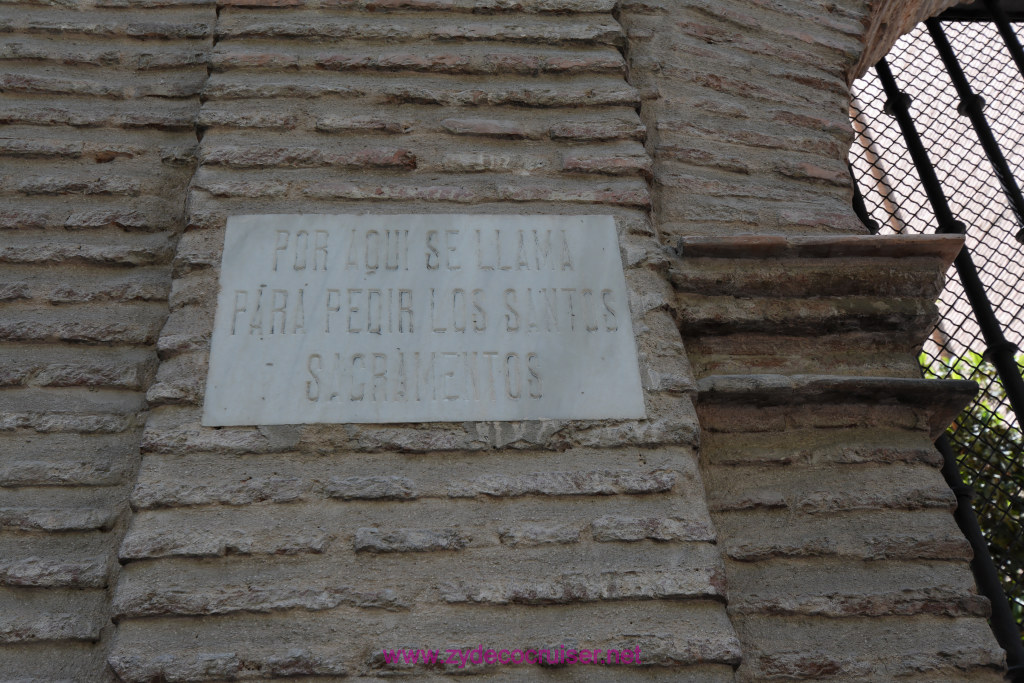 POR AQUI SE LLAMA
PARA PEDIR LOS SANTOS
SACRAMENTOS
www.zydecocruiser.net